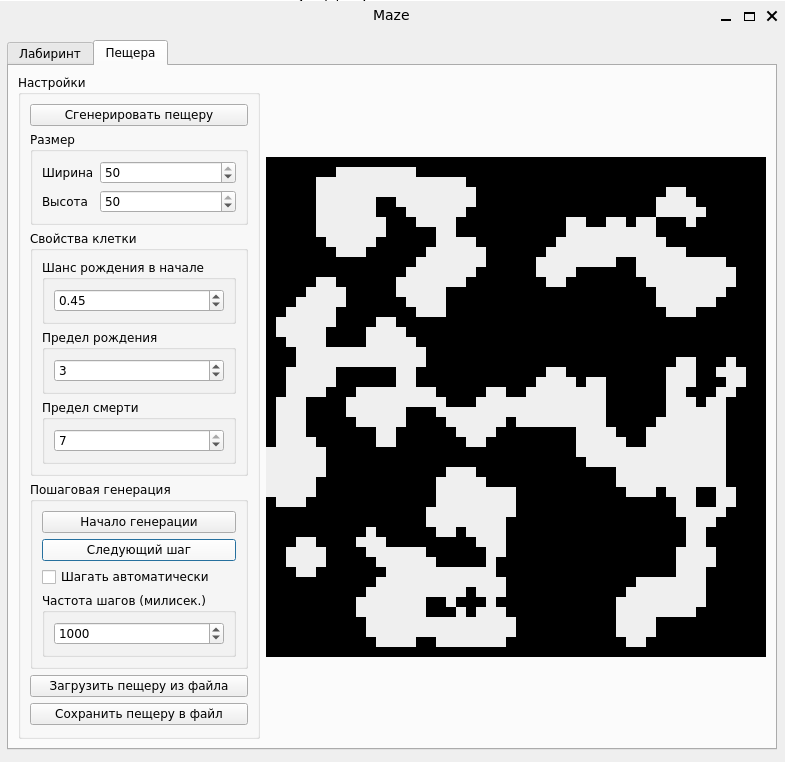 Maze
Лабиринт
Пещера
Настройки
Сгенерировать пещеру
Размер
Ширина 50
Высота 50
Свойства клетки
Шанс рождения в начале
0.45
Предел рождения
3
Предел смерти
7
Пошаговая генерация
Начало генерации
Следующий шаг
Шагать автоматически
Частота шагов (милисек.)
1000
Загрузить пещеру из файла
Сохранить пещеру в файл